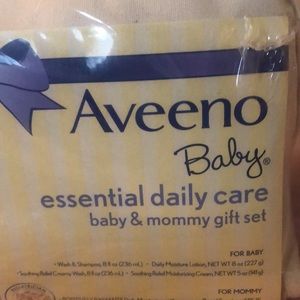 Aveeno
Baby®
essential daily care
baby & mommy gift set
FOR BABY
• Wash & Shampoo, 8 fl oz (236 mL) • Daily Moisture Lotion, NET WT 8 oz (227 g)
• Soothing Relief Creamy Wash, 8 fl oz (236 mL) • Soothing Relief Moisturizing Cream, NET WT 5 oz (141 g)
FOR MOMMY